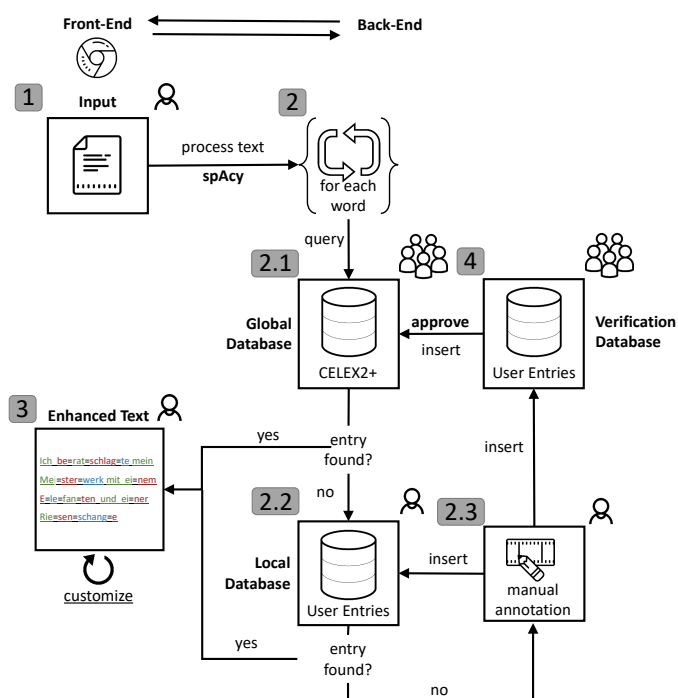 Front-End
Back-End
1
Input
2
process text
spAcy
for each
word
query
2.1
4
Global
Database
CELEX2+
approve
insert
User Entries
Verification
Database
3
Enhanced Text
Ich be=rat=schlag=te mein
Mei=ster=werk mit ei=nem
E=le=fan=ten und ei=ner
Rie=sen=schang=e
customize
yes
entry
found?
no
insert
2.2
2.3
Local
Database
User Entries
insert
manual
annotation
yes
entry
found?
no